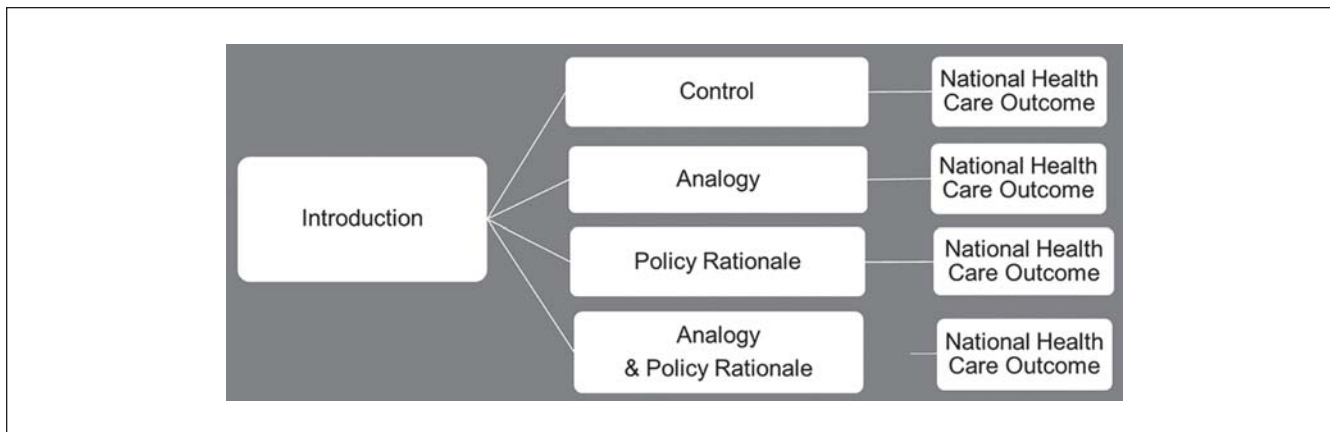 Introduction
Control
National Health
Care Outcome
Analogy
National Health
Care Outcome
Policy Rationale
National Health
Care Outcome
Analogy
& Policy Rationale
National Health
Care Outcome